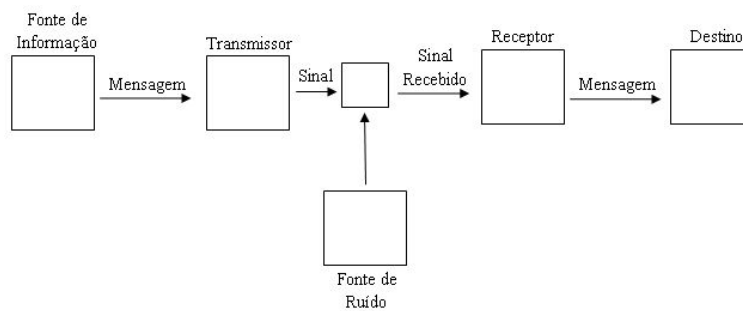 Fonte de
Informação
Mensagem
Transmissor
Sinal
Sinal
Recebido
Receptor
Mensagem
Destino
Fonte de
Ruído